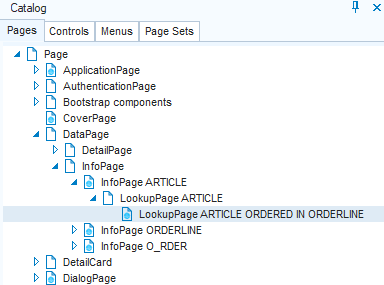 Catalog
Pages Controls Menus Page Sets
Page
ApplicationPage
AuthenticationPage
Bootstrap components
CoverPage
DataPage
DetailPage
InfoPage
InfoPage ARTICLE
LookupPage ARTICLE
LookupPage ARTICLE ORDERED IN ORDERLINE
InfoPage ORDERLINE
InfoPage O_RDER
DetailCard
DialogPage